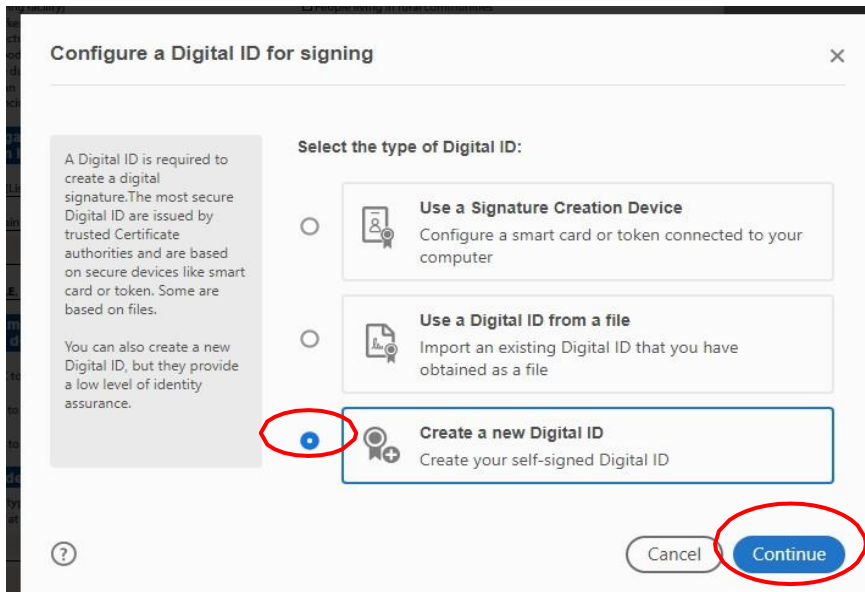 People living in rural communities
Configure a Digital ID for signing
A Digital ID is required to
create a digital
signature.The most secure
Digital ID are issued by
trusted Certificate
authorities and are based
on secure devices like smart
card or token. Some are
based on files.
You can also create a new
Digital ID, but they provide
a low level of identity
assurance.
Select the type of Digital ID:
Use a Signature Creation Device
Configure a smart card or token connected to your
computer
Use a Digital ID from a file
Import an existing Digital ID that you have
obtained as a file
Create a new Digital ID
Create your self-signed Digital ID
?
Cancel
Continue